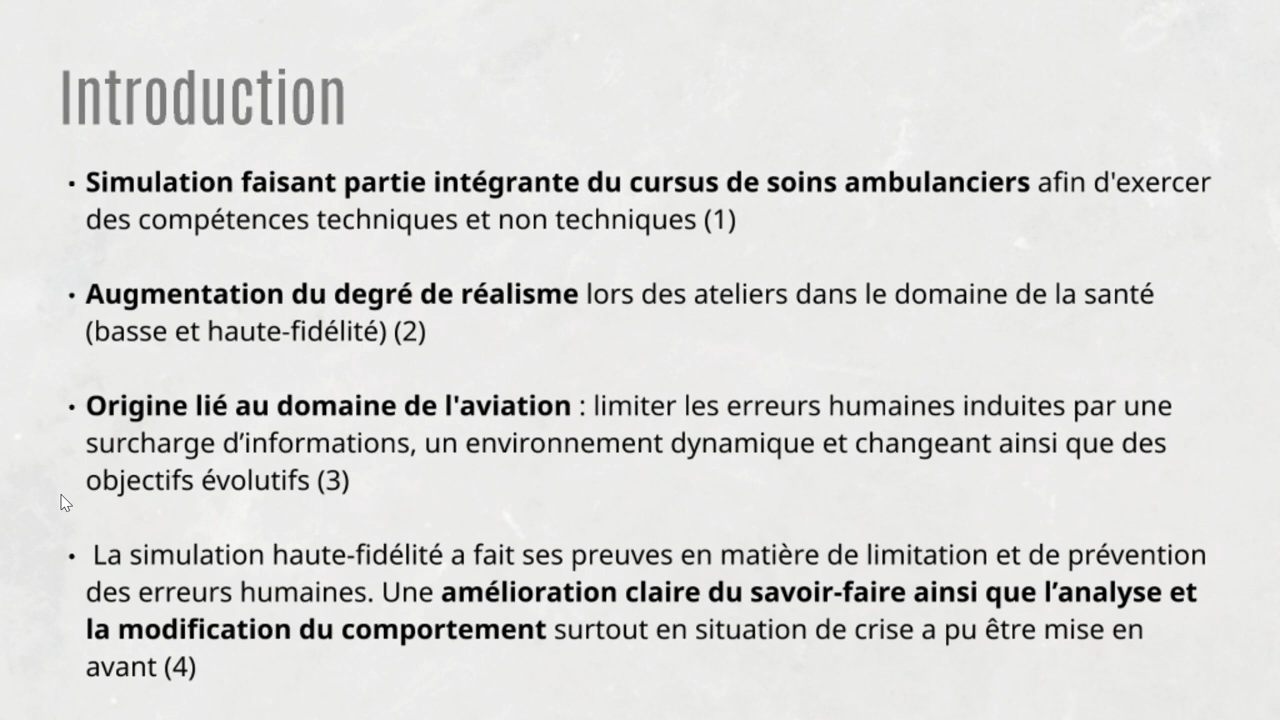 Introduction
• Simulation faisant partie intégrante du cursus de soins ambulanciers afin d'exercer
des compétences techniques et non techniques (1)
• Augmentation du degré de réalisme lors des ateliers dans le domaine de la santé
(basse et haute-fidélité) (2)
• Origine lié au domaine de l'aviation : limiter les erreurs humaines induites par une
surcharge d’informations, un environnement dynamique et changeant ainsi que des
objectifs évolutifs (3)
• La simulation haute-fidélité a fait ses preuves en matière de limitation et de prévention
des erreurs humaines. Une amélioration claire du savoir-faire ainsi que l’analyse et
la modification du comportement surtout en situation de crise a pu être mise en
avant (4)